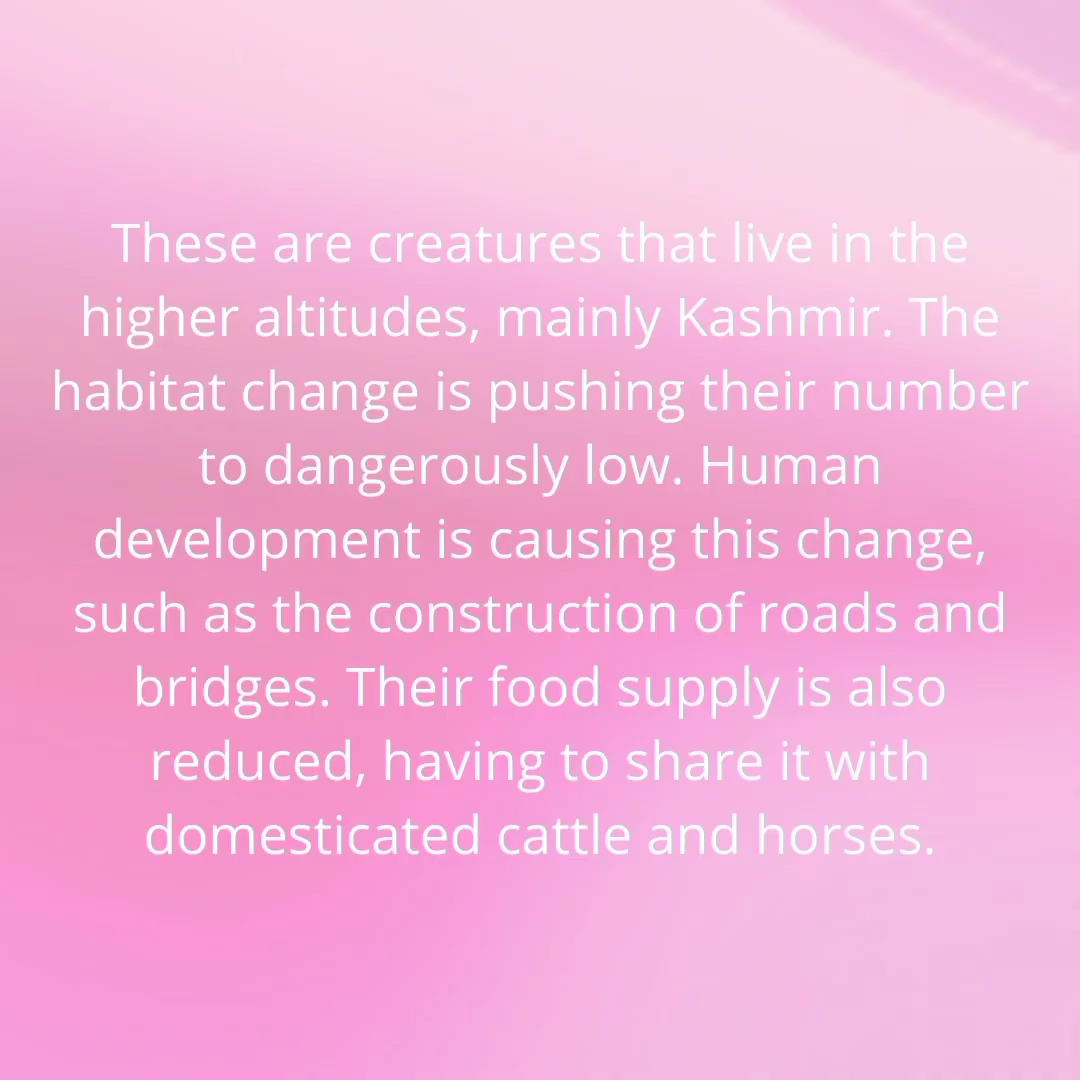 These are creatures that live in the
higher altitudes, mainly Kashmir. The
habitat change is pushing their number
to dangerously low. Human
development is causing this change,
such as the construction of roads and
bridges. Their food supply is also
reduced, having to share it with
domesticated cattle and horses.